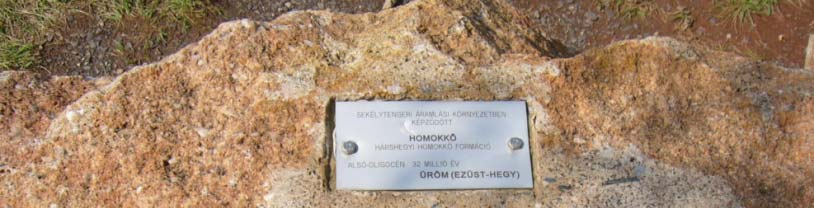 SEKÉLYTENGERI ÁRAMLÁSI KÖRNYEZETBEN
KÉPZŐDÖTT
HOMOKKŐ
HÁRSHEGYI HOMOKKŐ FORMÁCIÓ
ALSÓ-OLIGOCÉN 32 MILLIÓ ÉV
ÜRÖM (EZÜST-HEGY)